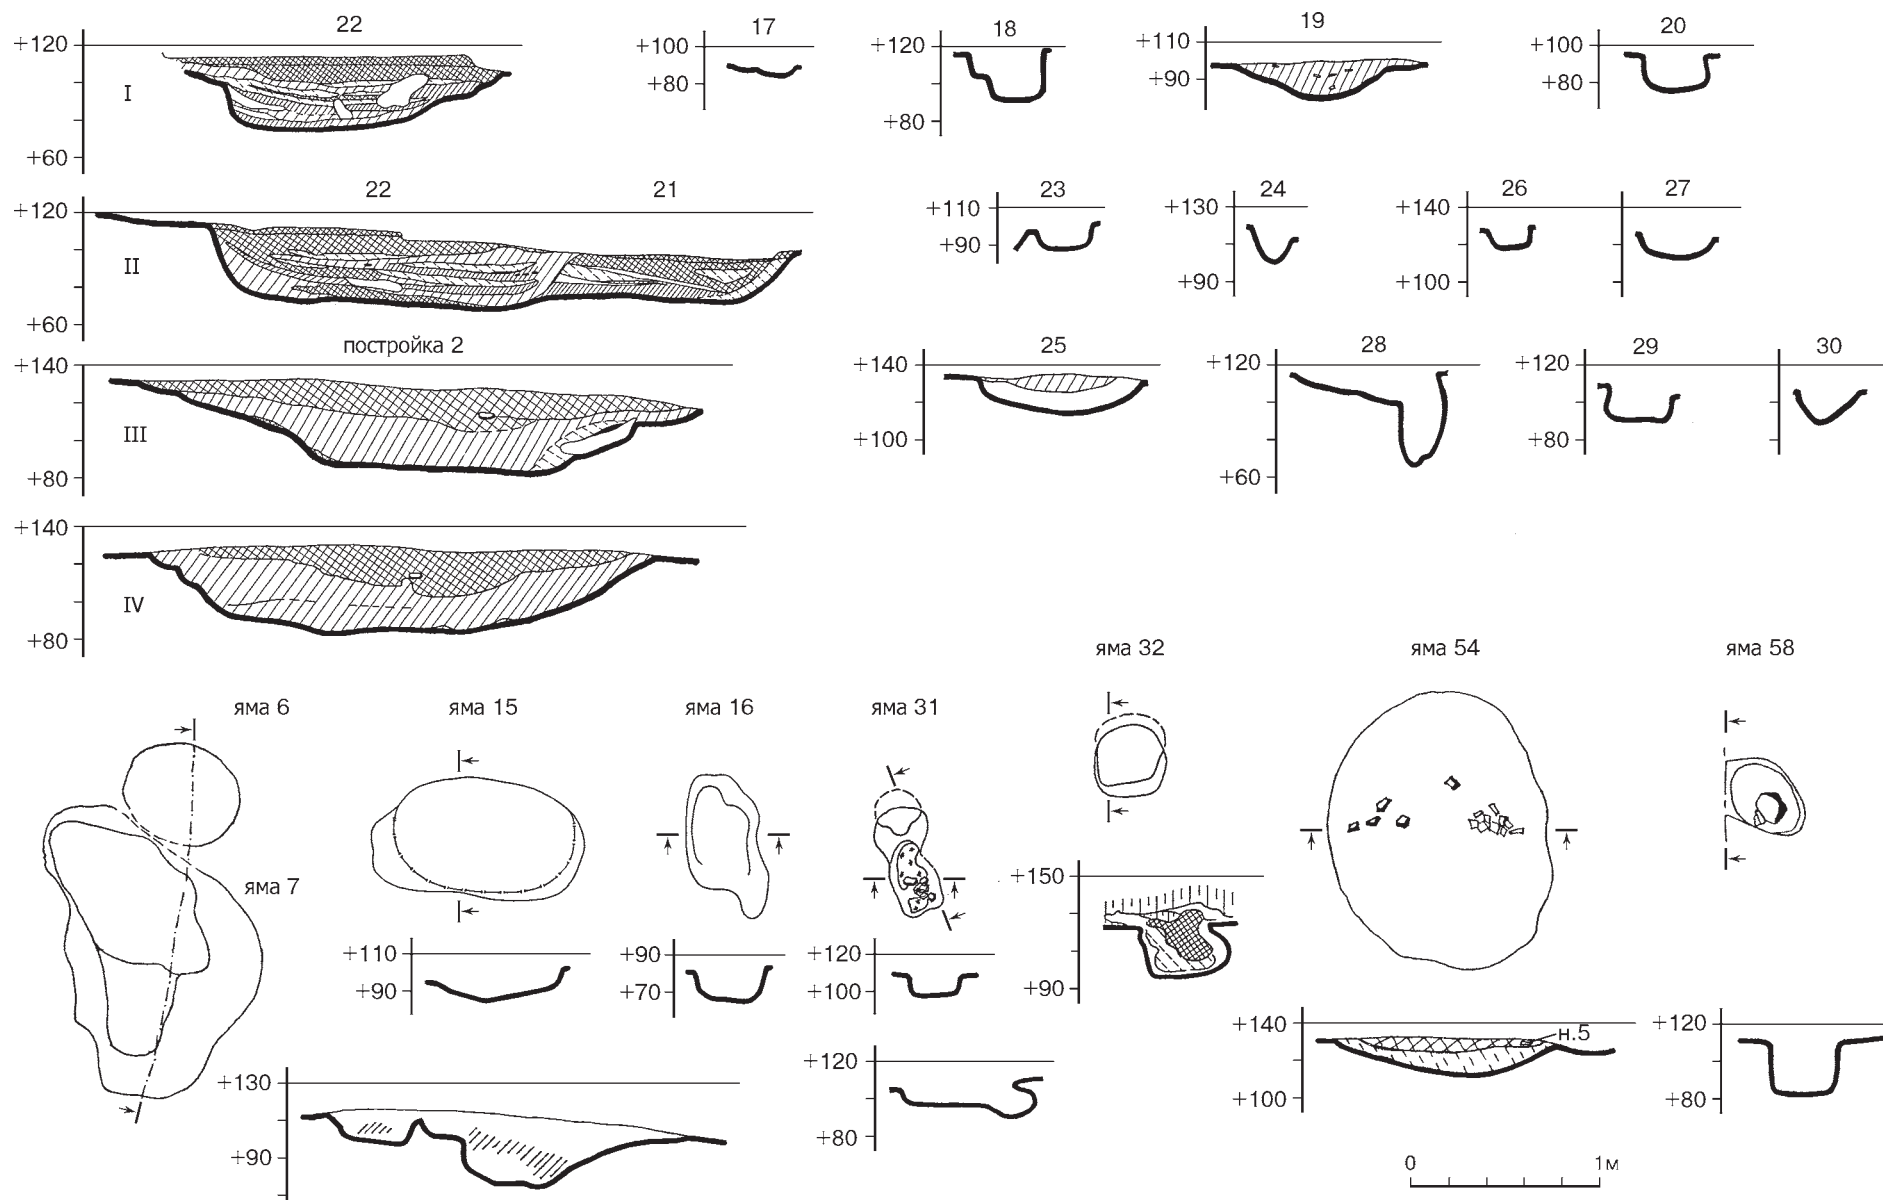 22 17 18 19 20
+120 +100 +120 +110 +100
+80 +90 +80
I
+80
+60
22 21 23 24 26 27
+120 +110 +130 +140
+90
II
+90 +100
+60
постройка 2 25 28 29 30
+140 +140 +120 +120
III
+100 +80
+80 +60
+140
IV
+80
яма 32 яма 54 яма 58
яма 6 яма 15 яма 16 яма 31
яма 7
+150
+110 +90 +120
+90 +70 +100 +90
+140 н.5 +120
+130 +120
+100 +80
+90 +80
0 1м